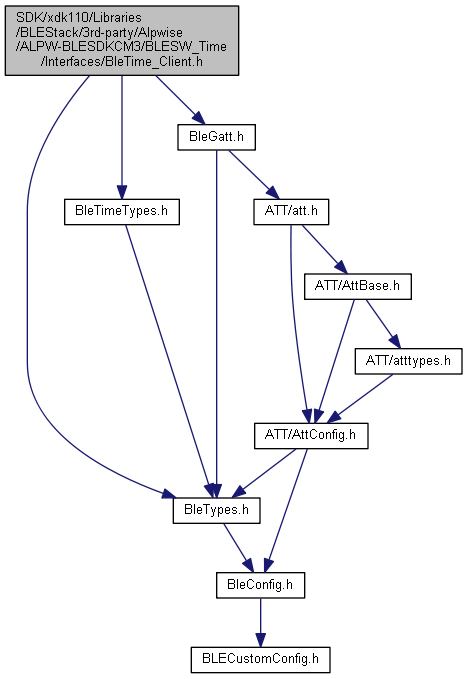 SDK/xdk110/Libraries
/BLEStack/3rd-party/Alpwise
/ALPW-BLESDKCM3/BLESW_Time
/Interfaces/BleTime_Client.h
BleGatt.h
BleTimeTypes.h
ATT/att.h
ATT/AttBase.h
ATT/atttypes.h
ATT/AttConfig.h
BleTypes.h
BleConfig.h
BLECustomConfig.h